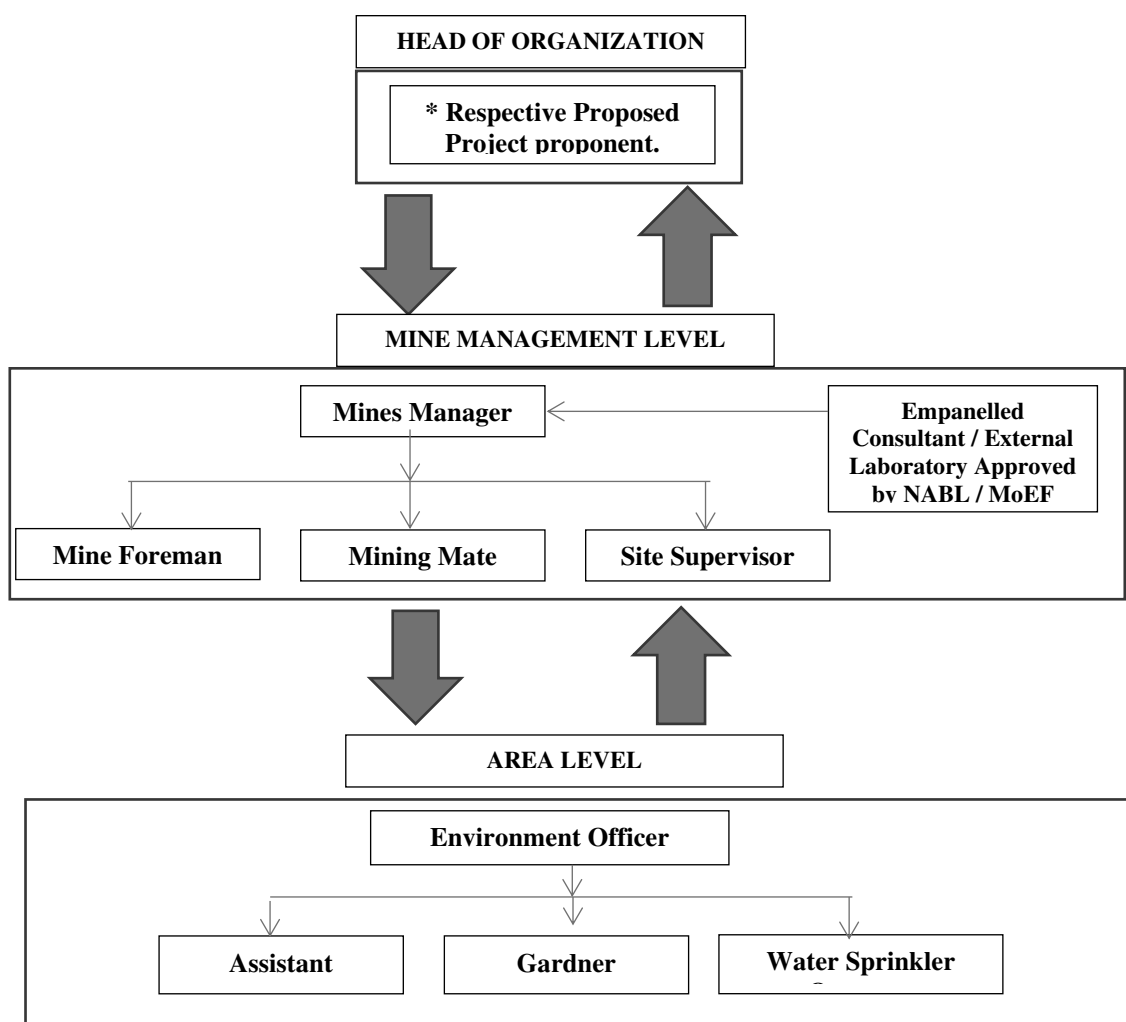 HEAD OF ORGANIZATION
* Respective Proposed
Project proponent.
MINE MANAGEMENT LEVEL
Mines Manager
Empanelled
Consultant / External
Laboratory Approved
by NABL / MoEF
Mine Foreman
Mining Mate
Site Supervisor
AREA LEVEL
Environment Officer
Assistant
Gardner
Water Sprinkler